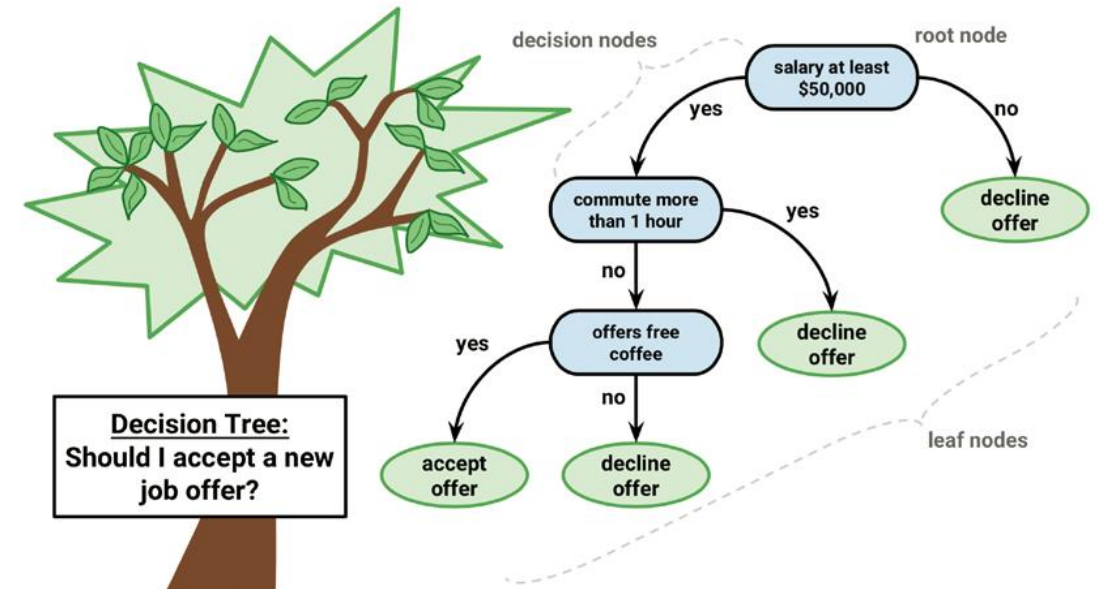 decision nodes
root node
salary at least
$50,000
yes
no
commute more
than 1 hour
yes
decline
offer
no
offers free
coffee
decline
offer
yes
no
Decision Tree:
Should I accept a new
job offer?
accept
offer
decline
offer
leaf nodes